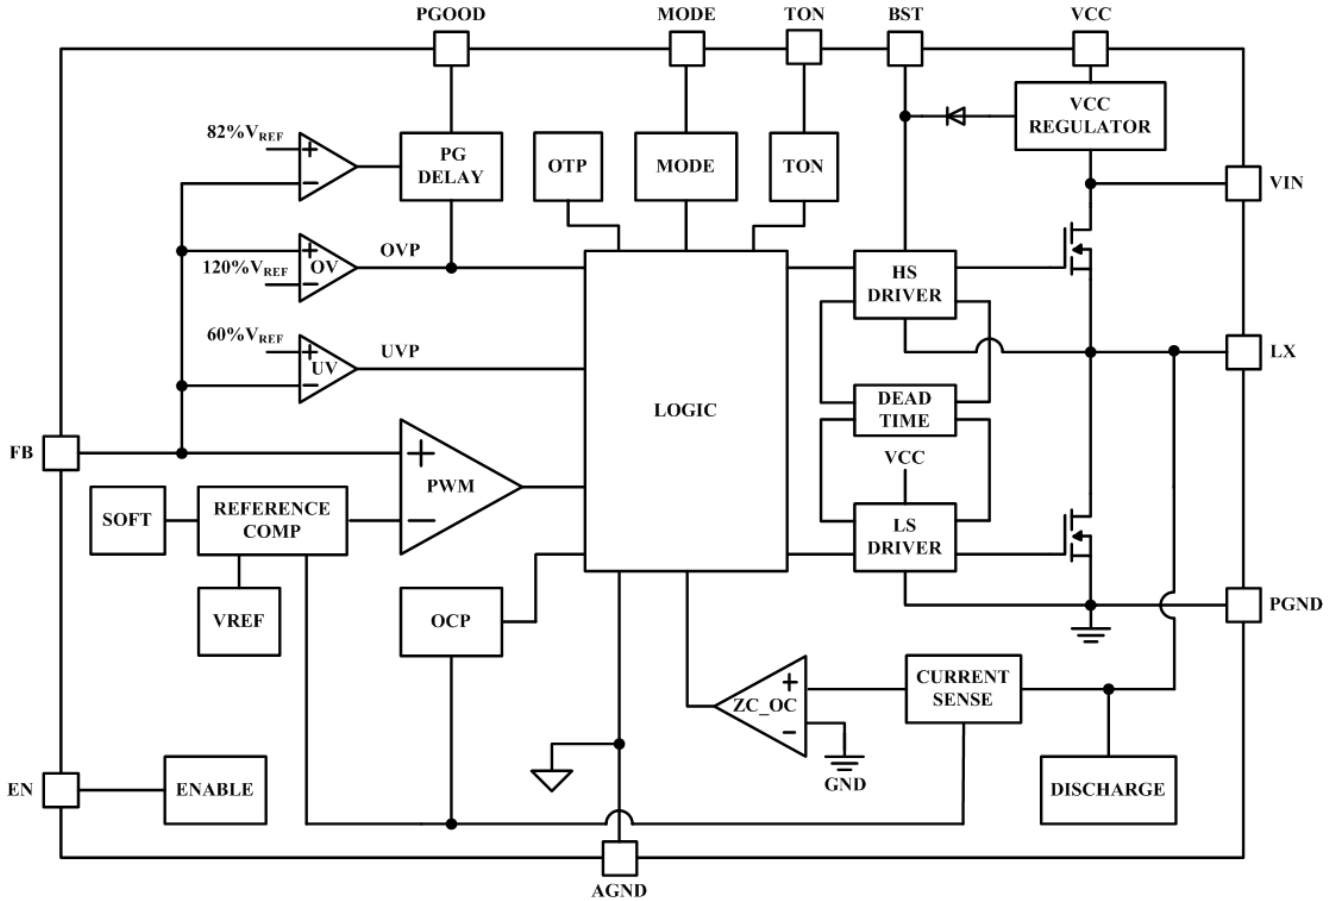 PGOOD
MODE
TON
BST
VCC
VCC
REGULATOR
82%VREF
+
−
PG
DELAY
OTP
MODE
TON
VIN
OVP
+
120%VREF
OV
−
HS
DRIVER
60%VREF
+
UV
−
UVP
LX
LOGIC
DEAD
TIME
FB
+
PWM
−
VCC
SOFT
REFERENCE
COMP
LS
DRIVER
VREF
OCP
PGND
CURRENT
SENSE
+
ZC_OC
−
GND
EN
ENABLE
DISCHARGE
AGND